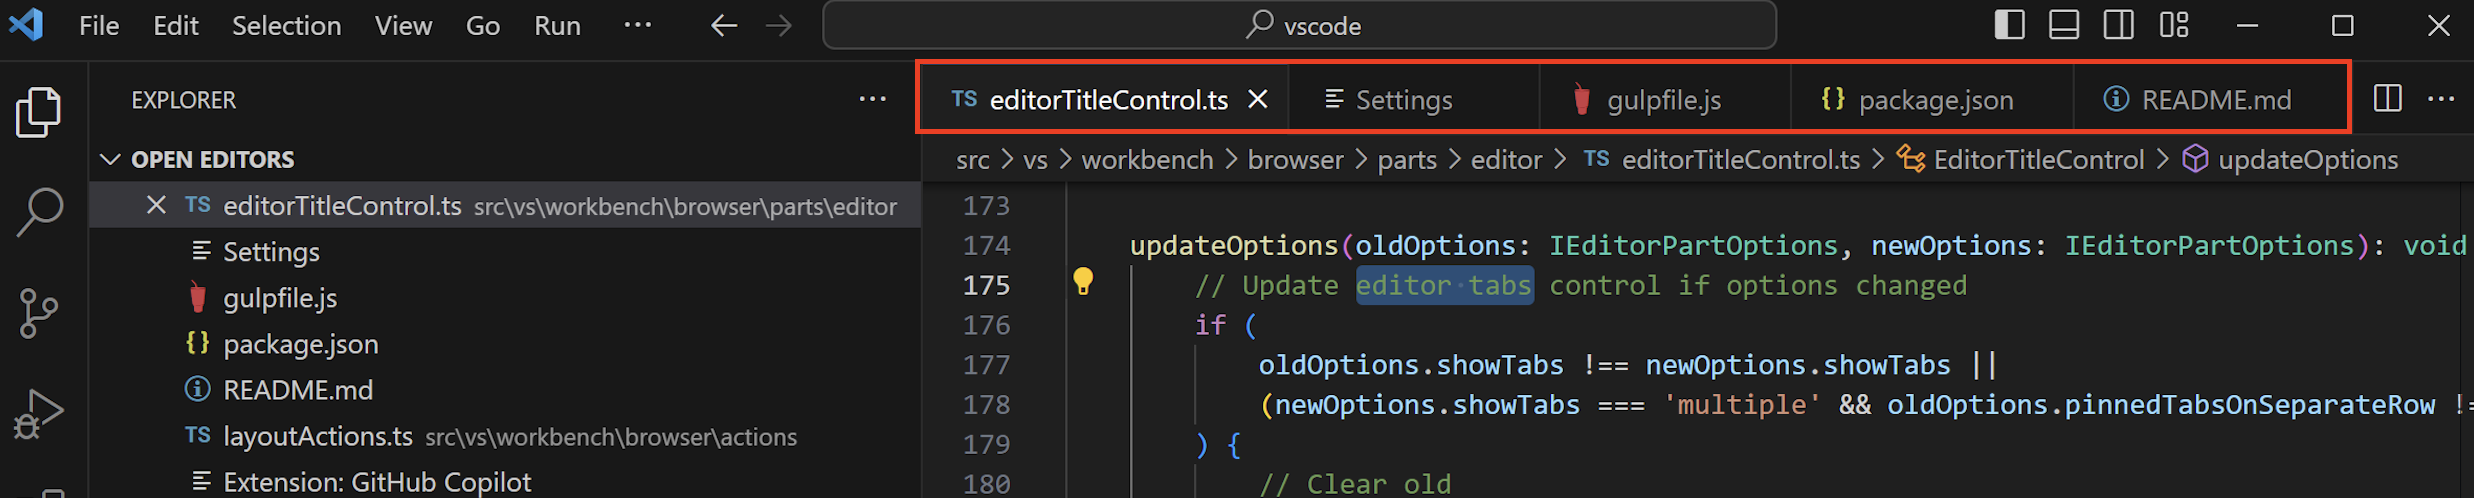 File Edit Selection View Go Run ··· vscode
EXPLORER ···
TS editorTitleControl.ts Settings gulpfile.js {} package.json README.md ···
OPEN EDITORS
src > vs > workbench > browser > parts > editor > TS editorTitleControl.ts > EditorTitleControl > updateOptions
TS editorTitleControl.ts src\vs\workbench\browser\parts\editor
Settings
gulpfile.js
{} package.json
README.md
TS layoutActions.ts src\vs\workbench\browser\actions
Extension: GitHub Copilot
173
174 updateOptions(oldOptions: IEditorPartOptions, newOptions: IEditorPartOptions): void
175 // Update editor·tabs control if options changed
176 if (
177 oldOptions.showTabs !== newOptions.showTabs ||
178 (newOptions.showTabs === 'multiple' && oldOptions.pinnedTabsOnSeparateRow !=
179 ) {
180 // Clear old